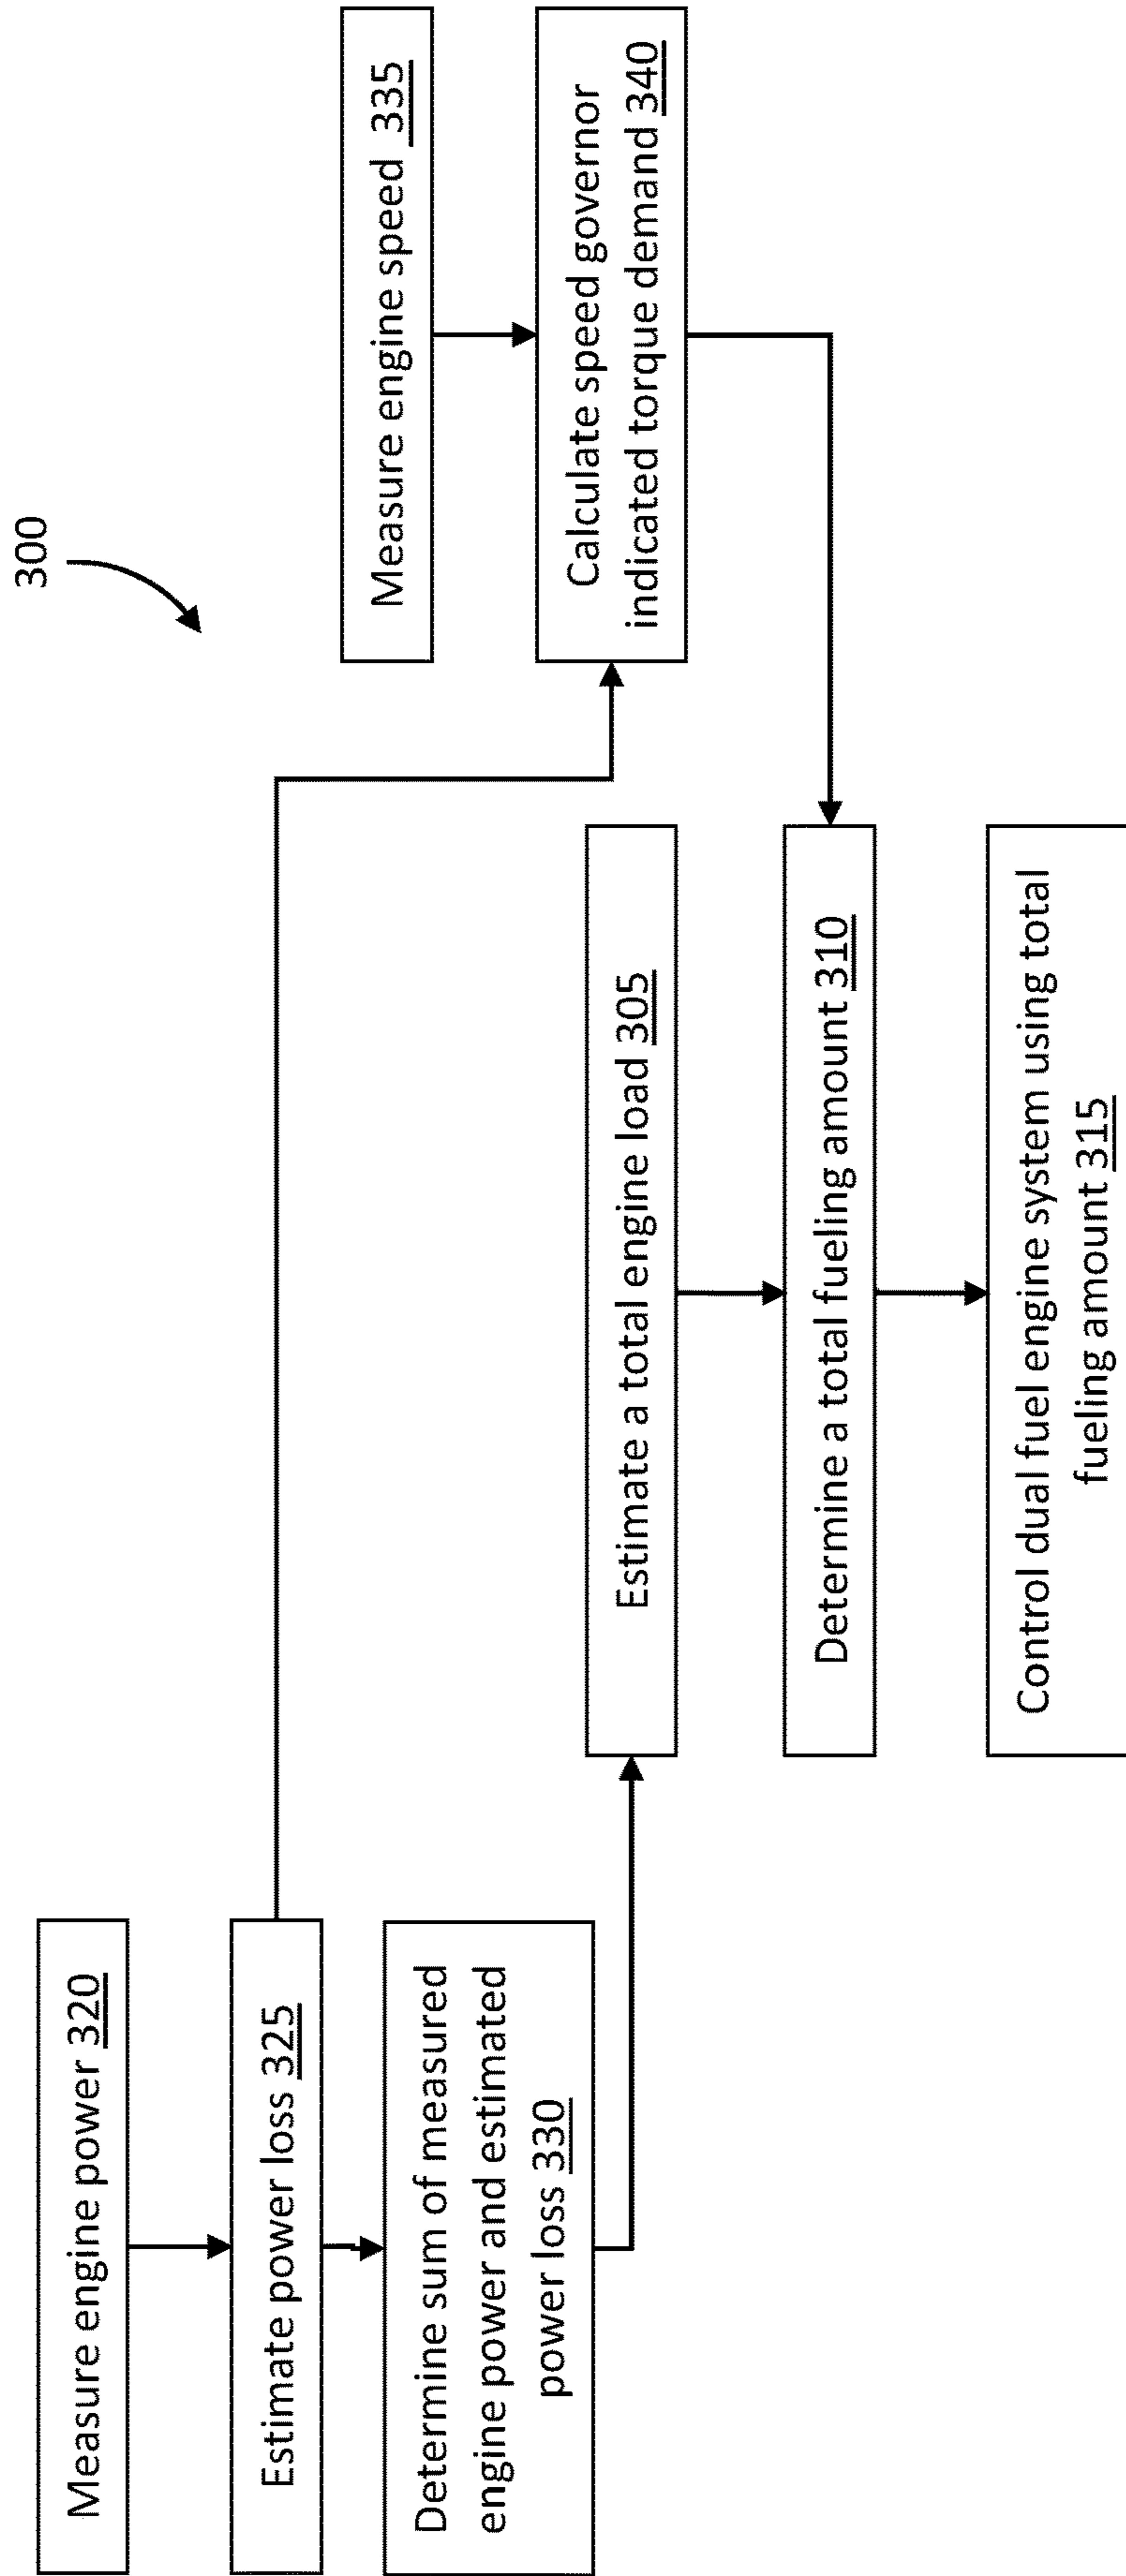 300
Measure engine power 320
Estimate power loss 325
Determine sum of measured
engine power and estimated
power loss 330
Estimate a total engine load 305
Determine a total fueling amount 310
Control dual fuel engine system using total
fueling amount 315
Measure engine speed 335
Calculate speed governor
indicated torque demand 340